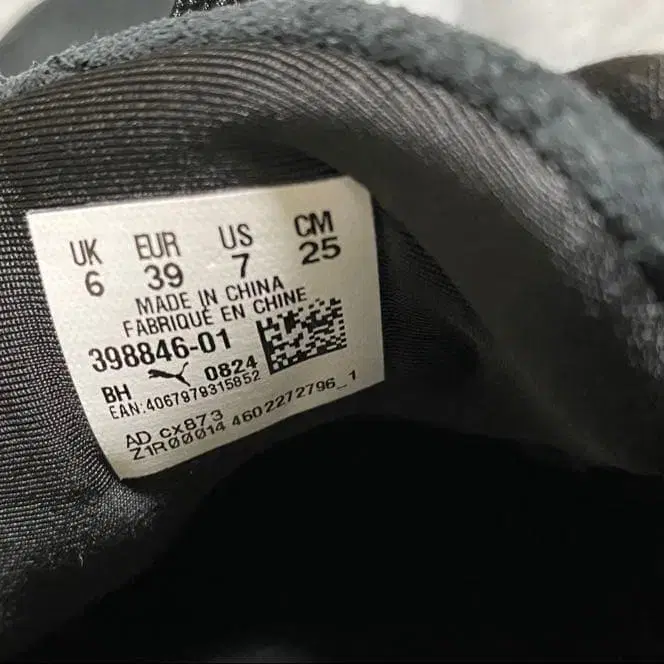 UK EUR US CM
6 39 7 25
MADE IN CHINA
FABRIQUÉ EN CHINE
398846-01
BH 0824
EAN:4067979315852
AD cx873
Z1R00014 4602272796_1